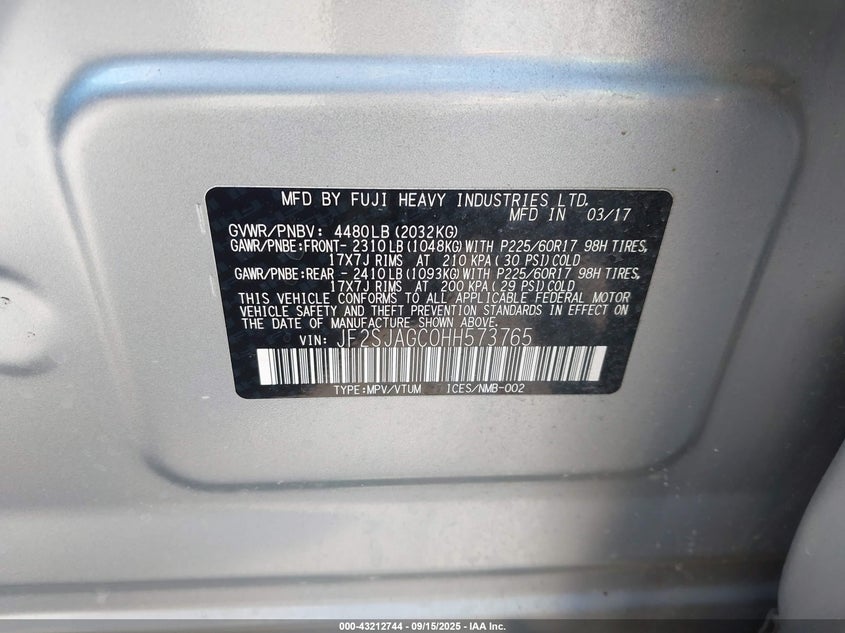 MFD BY FUJI HEAVY INDUSTRIES LTD.
MFD IN 03/17
GVWR/PNBV: 4480LB(2032KG)
GAWR/PNBE:FRONT- 2310LB(1048KG)WITH P225/60R17 98H TIRES,
17X7J RIMS AT 210 KPA(30 PSI)COLD
GAWR/PNBE:REAR - 2410LB(1093KG)WITH P225/60R17 98H TIRES,
17X7J RIMS AT 200 KPA(29 PSI)COLD
THIS VEHICLE CONFORMS TO ALL APPLICABLE FEDERAL MOTOR
VEHICLE SAFETY AND THEFT PREVENTION STANDARDS IN EFFECT ON
THE DATE OF MANUFACTURE SHOWN ABOVE.
VIN: JF2SJAGC0HH573765
TYPE:MPV/VTUM ICES/NMB-002
000-43212744 - 09/15/2025 - IAA Inc.